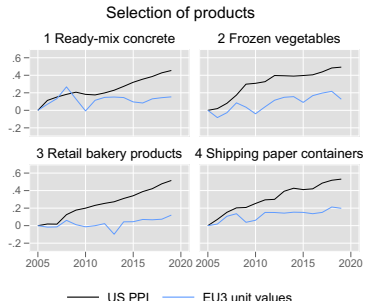 Selection of products
1 Ready-mix concrete
2 Frozen vegetables
.6
.4
.2
0
-.2
3 Retail bakery products
4 Shipping paper containers
.6
.4
.2
0
-.2
2005 2010 2015 2020 2005 2010 2015 2020
US PPI EU3 unit values